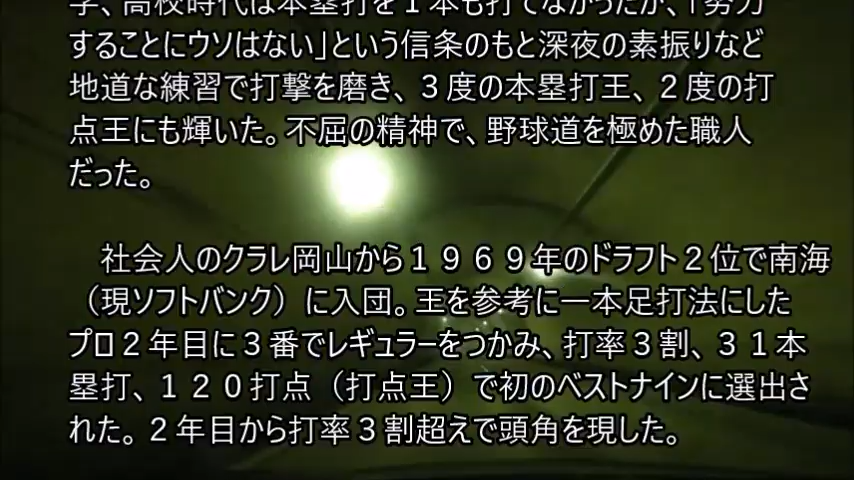 字、高校時代は本塁打を１本も打てなかったが、「努力
することにウソはない」という信条のもと深夜の素振りなど
地道な練習で打撃を磨き、３度の本塁打王、２度の打
点王にも輝いた。不屈の精神で、野球道を極めた職人
だった。
社会人のクラレ岡山から１９６９年のドラフト２位で南海
（現ソフトバンク）に入団。王を参考に一本足打法にした
プロ２年目に３番でレギュラーをつかみ、打率３割、３１本
塁打、１２０打点（打点王）で初のベストナインに選出さ
れた。２年目から打率３割超えで頭角を現した。